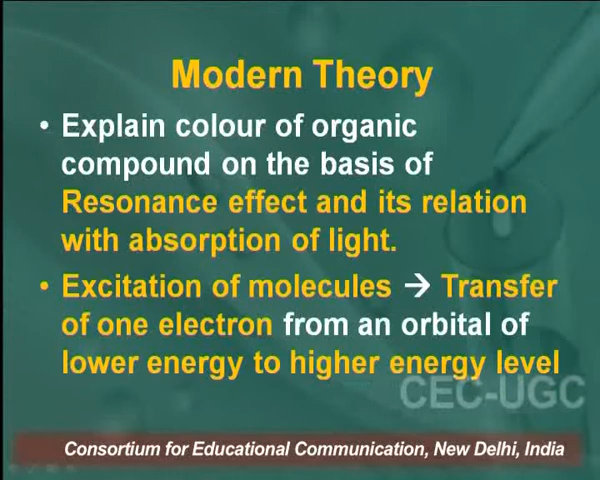 Modern Theory
• Explain colour of organic
compound on the basis of
Resonance effect and its relation
with absorption of light.
• Excitation of molecules → Transfer
of one electron from an orbital of
lower energy to higher energy level
CEC-UGC
Consortium for Educational Communication, New Delhi, India